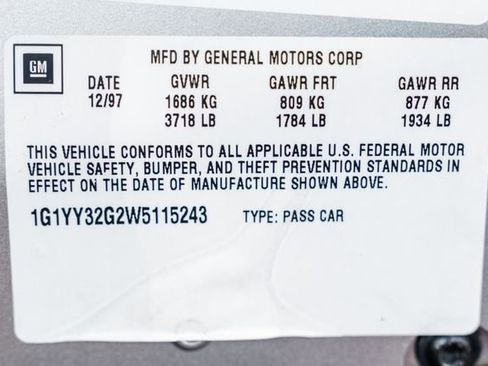 GM
MFD BY GENERAL MOTORS CORP
DATE GVWR GAWR FRT GAWR RR
12/97 1686 KG 809 KG 877 KG
3718 LB 1784 LB 1934 LB
THIS VEHICLE CONFORMS TO ALL APPLICABLE U.S. FEDERAL MOTOR
VEHICLE SAFETY, BUMPER, AND THEFT PREVENTION STANDARDS IN
EFFECT ON THE DATE OF MANUFACTURE SHOWN ABOVE.
1G1YY32G2W5115243 TYPE: PASS CAR